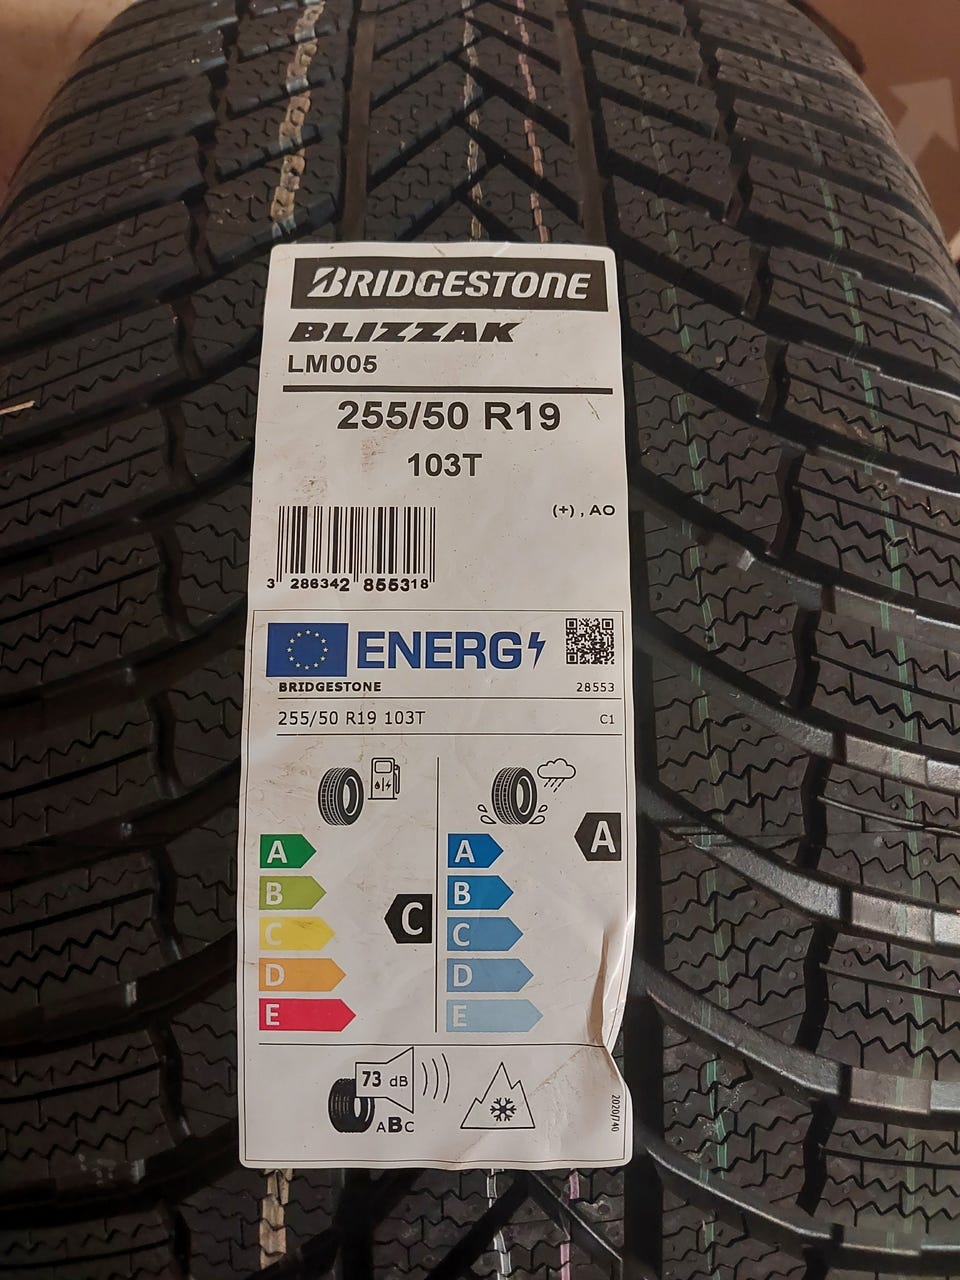 BRIDGESTONE
BLIZZAK
LM005
255/50 R19
103T
(+) , AO
3 286342 855318
ENERG
BRIDGESTONE 28553
255/50 R19 103T C1
A A A
B B
C C C
D D
E E
73 dB
ABC
2020/740